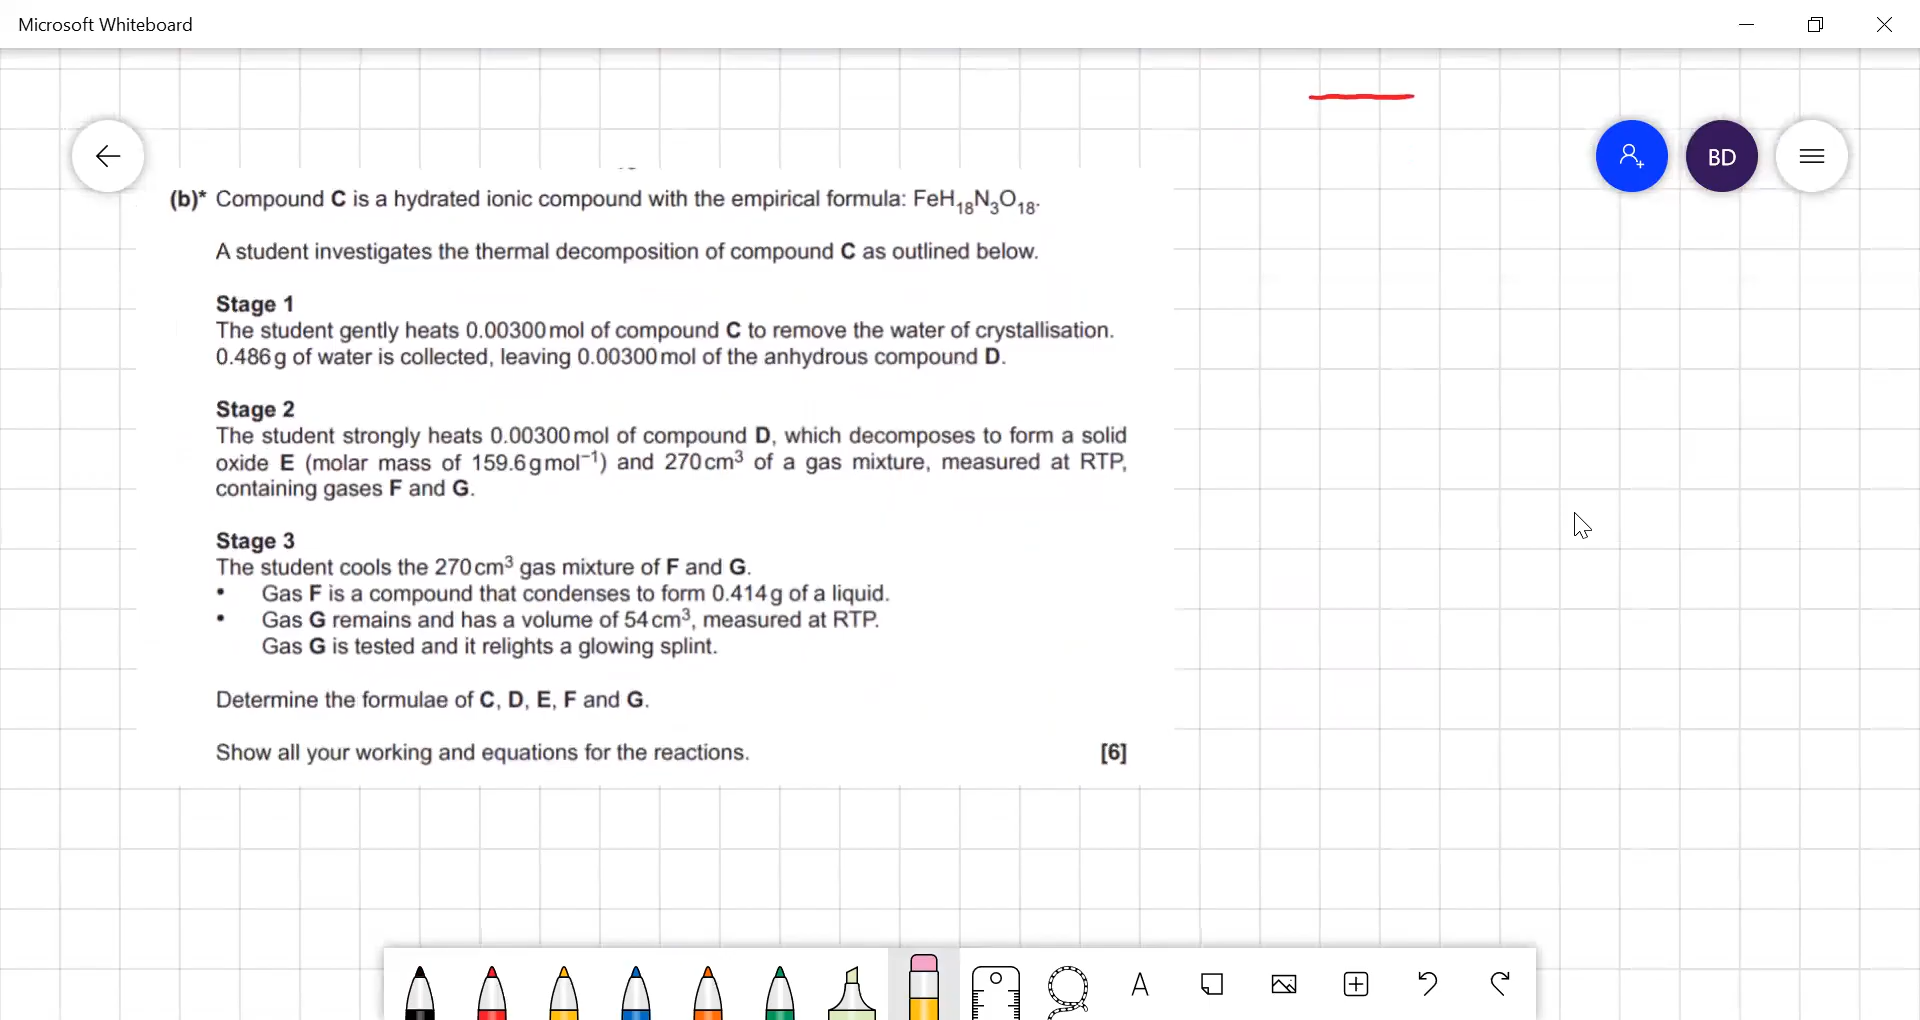 Microsoft Whiteboard
BD
(b)* Compound C is a hydrated ionic compound with the empirical formula: FeH₁₈N₃O₁₈.
A student investigates the thermal decomposition of compound C as outlined below.
Stage 1
The student gently heats 0.00300 mol of compound C to remove the water of crystallisation.
0.486 g of water is collected, leaving 0.00300 mol of the anhydrous compound D.
Stage 2
The student strongly heats 0.00300 mol of compound D, which decomposes to form a solid
oxide E (molar mass of 159.6 g mol⁻¹) and 270 cm³ of a gas mixture, measured at RTP,
containing gases F and G.
Stage 3
The student cools the 270 cm³ gas mixture of F and G.
• Gas F is a compound that condenses to form 0.414 g of a liquid.
• Gas G remains and has a volume of 54 cm³, measured at RTP.
Gas G is tested and it relights a glowing splint.
Determine the formulae of C, D, E, F and G.
Show all your working and equations for the reactions. [6]